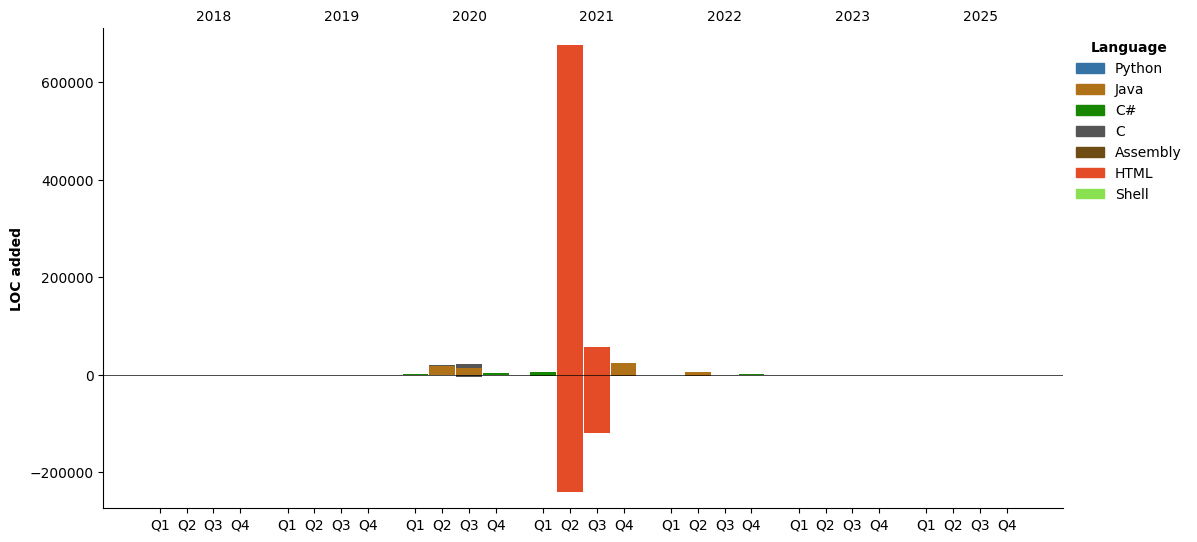 2018 2019 2020 2021 2022 2023 2025
Language
Python
Java
C#
C
Assembly
HTML
Shell
LOC added
600000
400000
200000
0
−200000
Q1 Q2 Q3 Q4 Q1 Q2 Q3 Q4 Q1 Q2 Q3 Q4 Q1 Q2 Q3 Q4 Q1 Q2 Q3 Q4 Q1 Q2 Q3 Q4 Q1 Q2 Q3 Q4